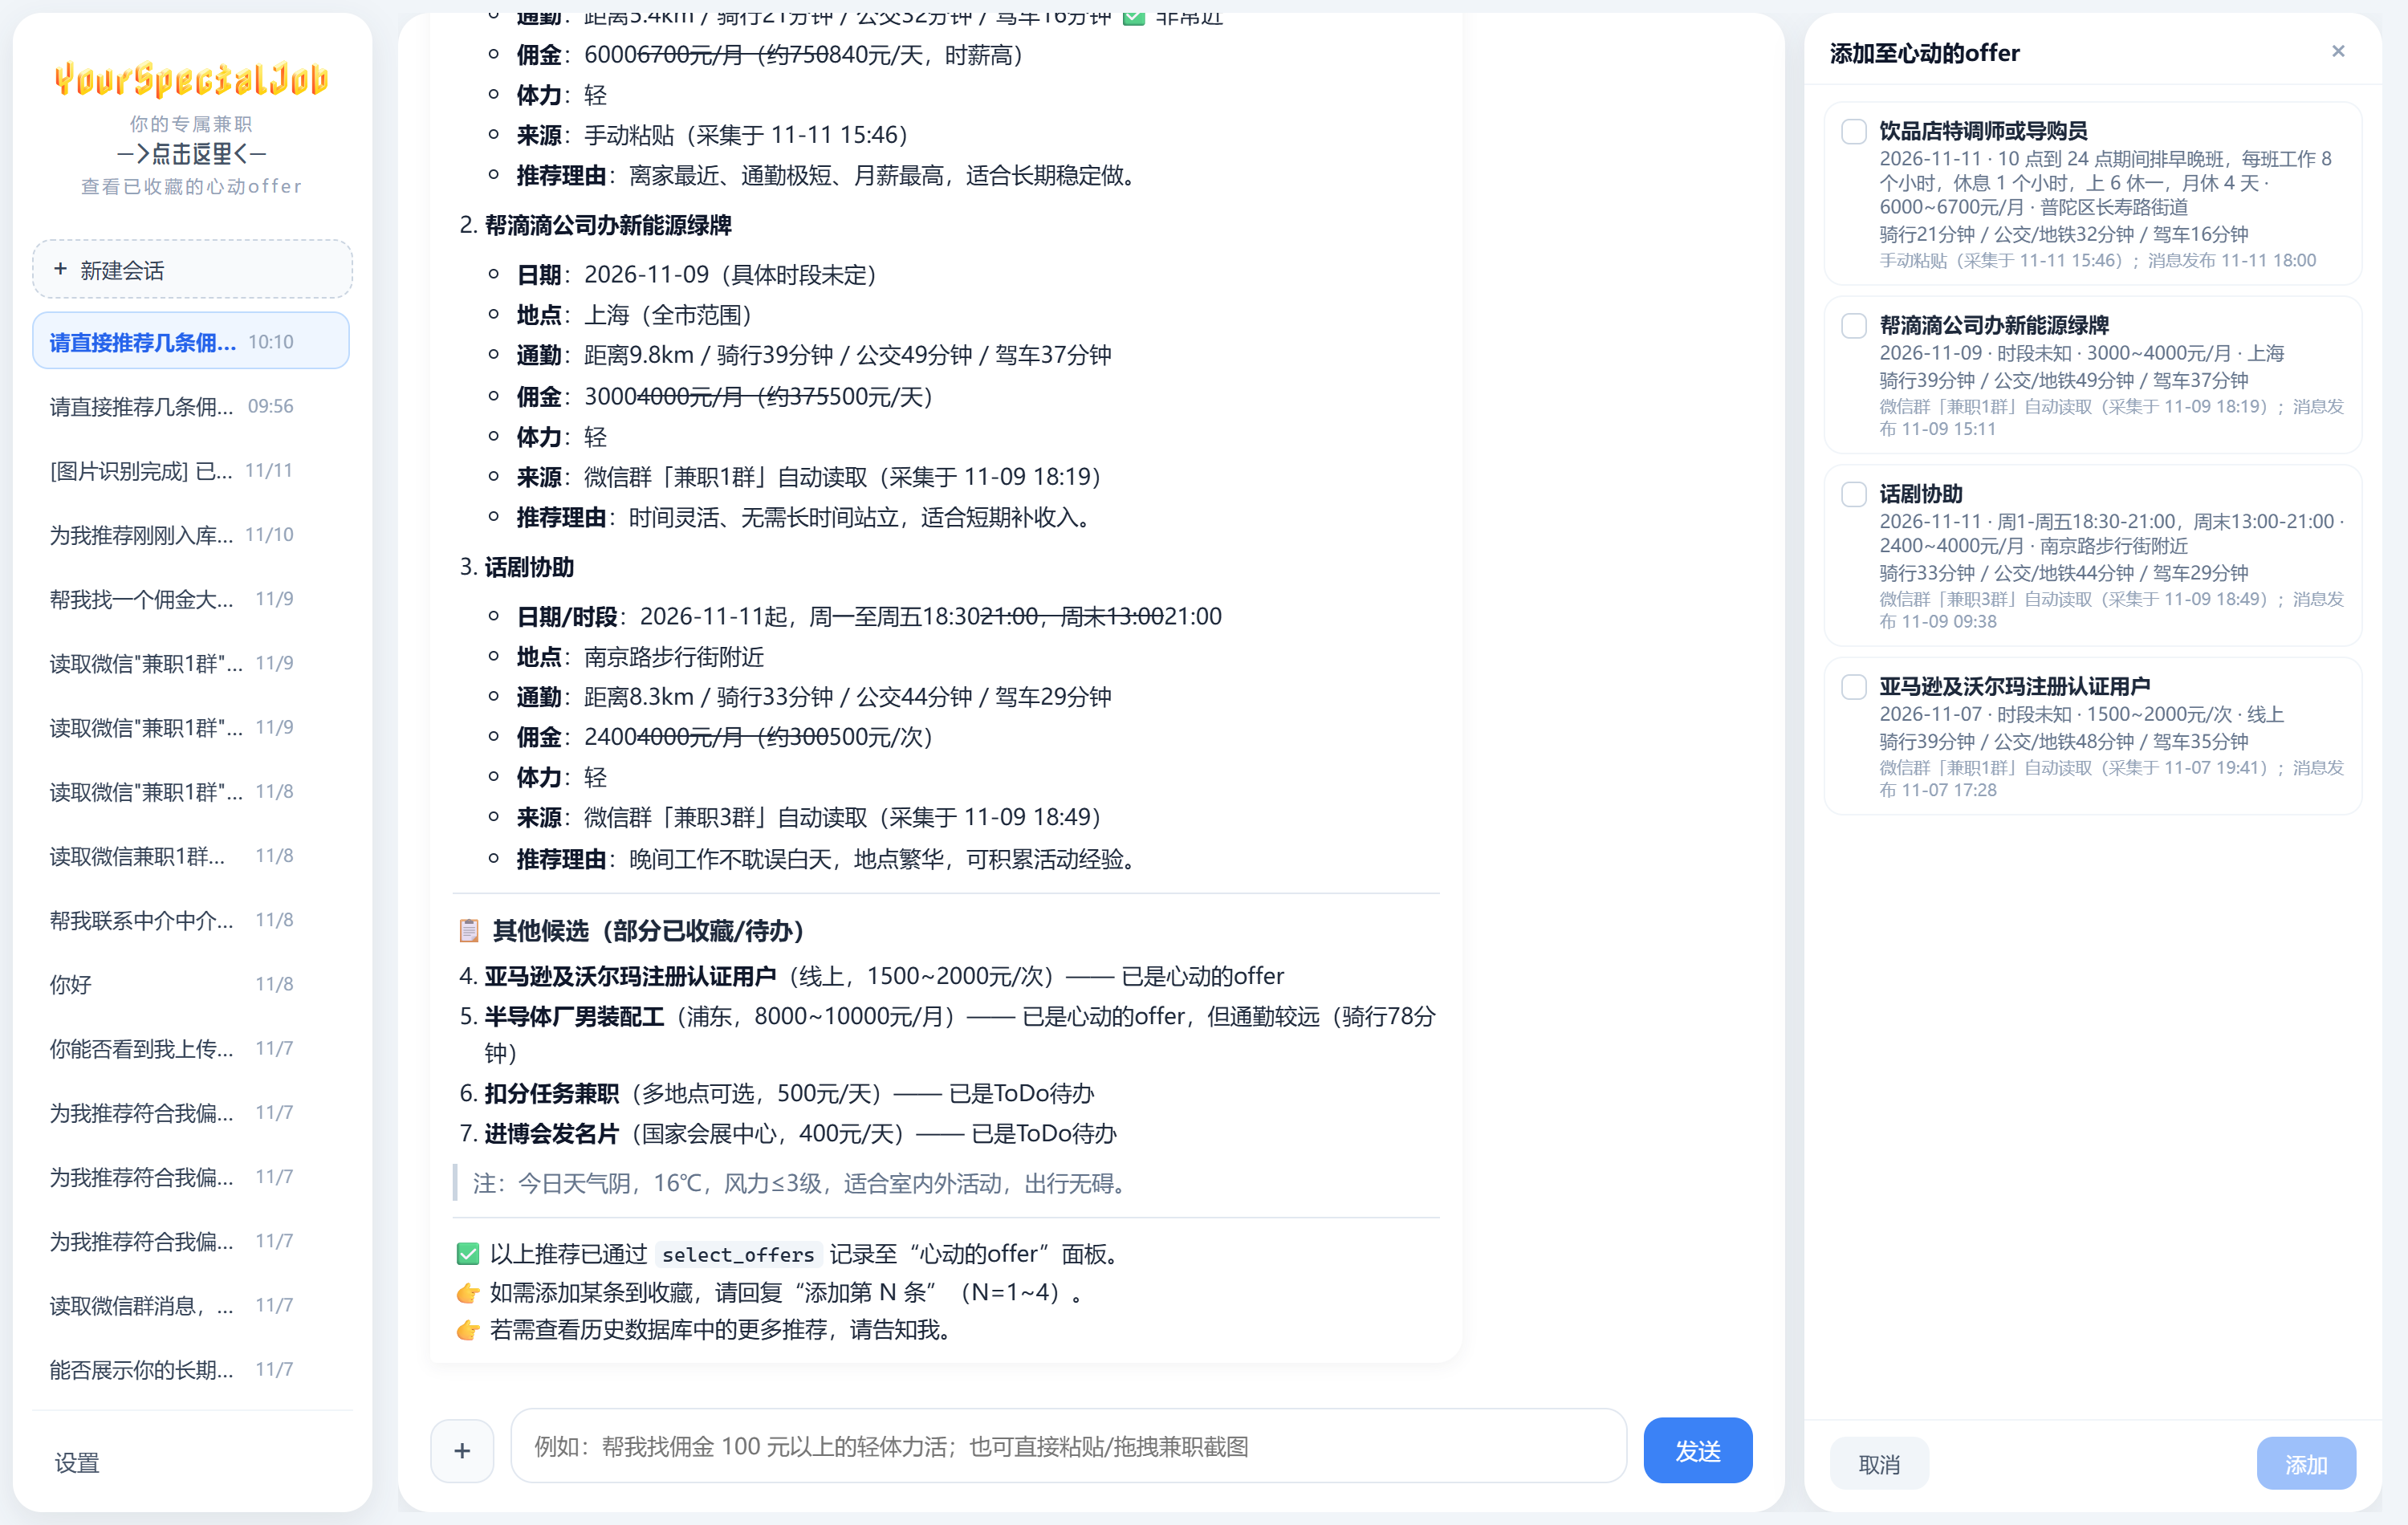 YourSpecialJob
你的专属兼职
—>点击这里<—
查看已收藏的心动offer
+ 新建会话
请直接推荐几条佣... 10:10
请直接推荐几条佣... 09:56
[图片识别完成] 已... 11/11
为我推荐刚刚入库... 11/10
帮我找一个佣金大... 11/9
读取微信"兼职1群"... 11/9
读取微信"兼职1群"... 11/9
读取微信"兼职1群"... 11/8
读取微信兼职1群... 11/8
帮我联系中介中介... 11/8
你好 11/8
你能否看到我上传... 11/7
为我推荐符合我偏... 11/7
为我推荐符合我偏... 11/7
为我推荐符合我偏... 11/7
读取微信群消息，... 11/7
能否展示你的长期... 11/7
设置
通勤：距离5.4km / 骑行21分钟 / 公交32分钟 / 驾车16分钟 ✅ 非常近
佣金：60006700元/月（约750840元/天，时薪高）
体力：轻
来源：手动粘贴（采集于 11-11 15:46）
推荐理由：离家最近、通勤极短、月薪最高，适合长期稳定做。
2. 帮滴滴公司办新能源绿牌
日期：2026-11-09（具体时段未定）
地点：上海（全市范围）
通勤：距离9.8km / 骑行39分钟 / 公交49分钟 / 驾车37分钟
佣金：30004000元/月（约375500元/天）
体力：轻
来源：微信群「兼职1群」自动读取（采集于 11-09 18:19）
推荐理由：时间灵活、无需长时间站立，适合短期补收入。
3. 话剧协助
日期/时段：2026-11-11起，周一至周五18:3021:00，周末13:0021:00
地点：南京路步行街附近
通勤：距离8.3km / 骑行33分钟 / 公交44分钟 / 驾车29分钟
佣金：24004000元/月（约300500元/次）
体力：轻
来源：微信群「兼职3群」自动读取（采集于 11-09 18:49）
推荐理由：晚间工作不耽误白天，地点繁华，可积累活动经验。
📋 其他候选（部分已收藏/待办）
4. 亚马逊及沃尔玛注册认证用户（线上，1500~2000元/次）—— 已是心动的offer
5. 半导体厂男装配工（浦东，8000~10000元/月）—— 已是心动的offer，但通勤较远（骑行78分
钟）
6. 扣分任务兼职（多地点可选，500元/天）—— 已是ToDo待办
7. 进博会发名片（国家会展中心，400元/天）—— 已是ToDo待办
注：今日天气阴，16℃，风力≤3级，适合室内外活动，出行无碍。
✅ 以上推荐已通过 select_offers 记录至“心动的offer”面板。
👉 如需添加某条到收藏，请回复“添加第 N 条”（N=1~4）。
👉 若需查看历史数据库中的更多推荐，请告知我。
+
例如：帮我找佣金 100 元以上的轻体力活；也可直接粘贴/拖拽兼职截图
发送
添加至心动的offer ×
饮品店特调师或导购员
2026-11-11 · 10 点到 24 点期间排早晚班，每班工作 8
个小时，休息 1 个小时，上 6 休一，月休 4 天 ·
6000~6700元/月 · 普陀区长寿路街道
骑行21分钟 / 公交/地铁32分钟 / 驾车16分钟
手动粘贴（采集于 11-11 15:46）；消息发布 11-11 18:00
帮滴滴公司办新能源绿牌
2026-11-09 · 时段未知 · 3000~4000元/月 · 上海
骑行39分钟 / 公交/地铁49分钟 / 驾车37分钟
微信群「兼职1群」自动读取（采集于 11-09 18:19）；消息发
布 11-09 15:11
话剧协助
2026-11-11 · 周1-周五18:30-21:00，周末13:00-21:00 ·
2400~4000元/月 · 南京路步行街附近
骑行33分钟 / 公交/地铁44分钟 / 驾车29分钟
微信群「兼职3群」自动读取（采集于 11-09 18:49）；消息发
布 11-09 09:38
亚马逊及沃尔玛注册认证用户
2026-11-07 · 时段未知 · 1500~2000元/次 · 线上
骑行39分钟 / 公交/地铁48分钟 / 驾车35分钟
微信群「兼职1群」自动读取（采集于 11-07 19:41）；消息发
布 11-07 17:28
取消
添加